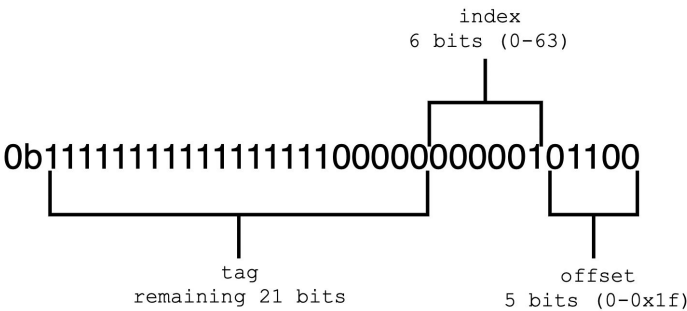 index
6 bits (0-63)
0b11111111111111110000000000101100
tag
remaining 21 bits
offset
5 bits (0-0x1f)